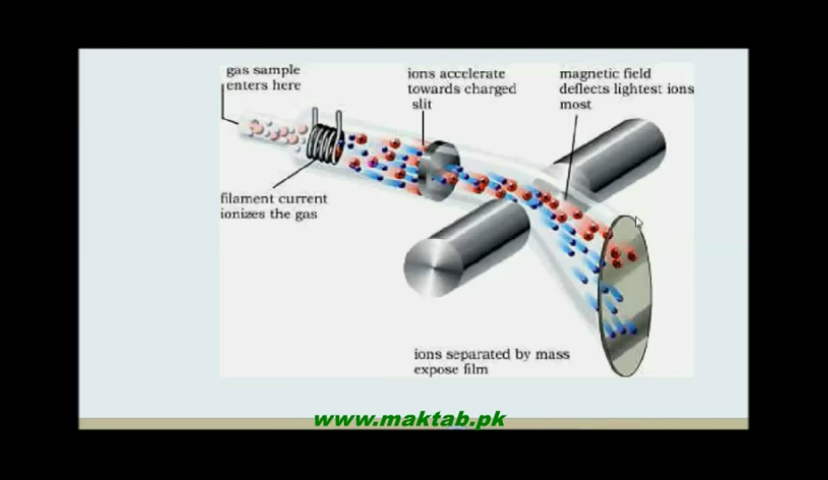 gas sample
enters here
ions accelerate
towards charged
slit
magnetic field
deflects lightest ions
most
filament current
ionizes the gas
ions separated by mass
expose film
www.maktab.pk